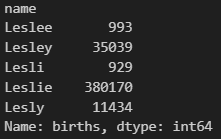 name
Leslee       993
Lesley     35039
Lesli        929
Leslie    380170
Lesly      11434
Name: births, dtype: int64